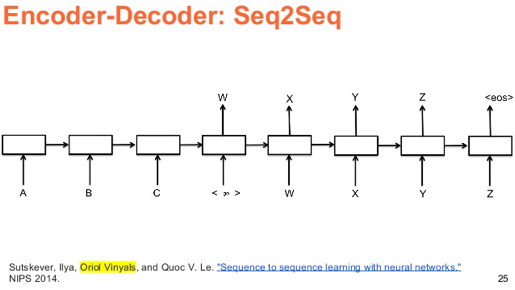 Encoder-Decoder: Seq2Seq
W X Y Z <eos>
A B C < > W X Y Z
Sutskever, Ilya, Oriol Vinyals, and Quoc V. Le. "Sequence to sequence learning with neural networks."
NIPS 2014.
25